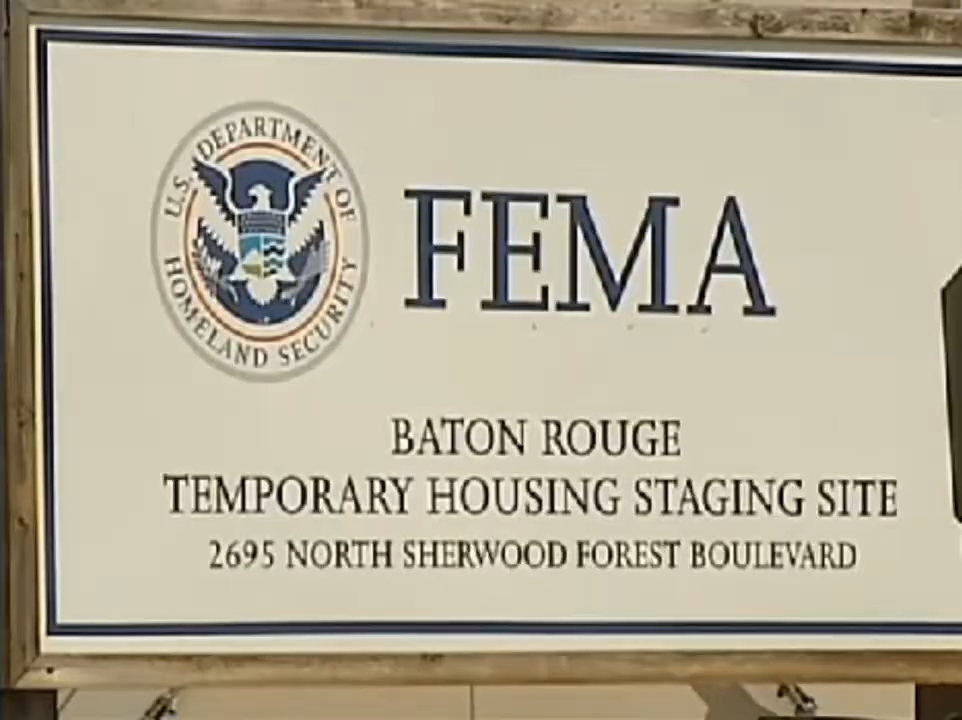 U.S. DEPARTMENT OF
HOMELAND SECURITY
FEMA
BATON ROUGE
TEMPORARY HOUSING STAGING SITE
2695 NORTH SHERWOOD FOREST BOULEVARD